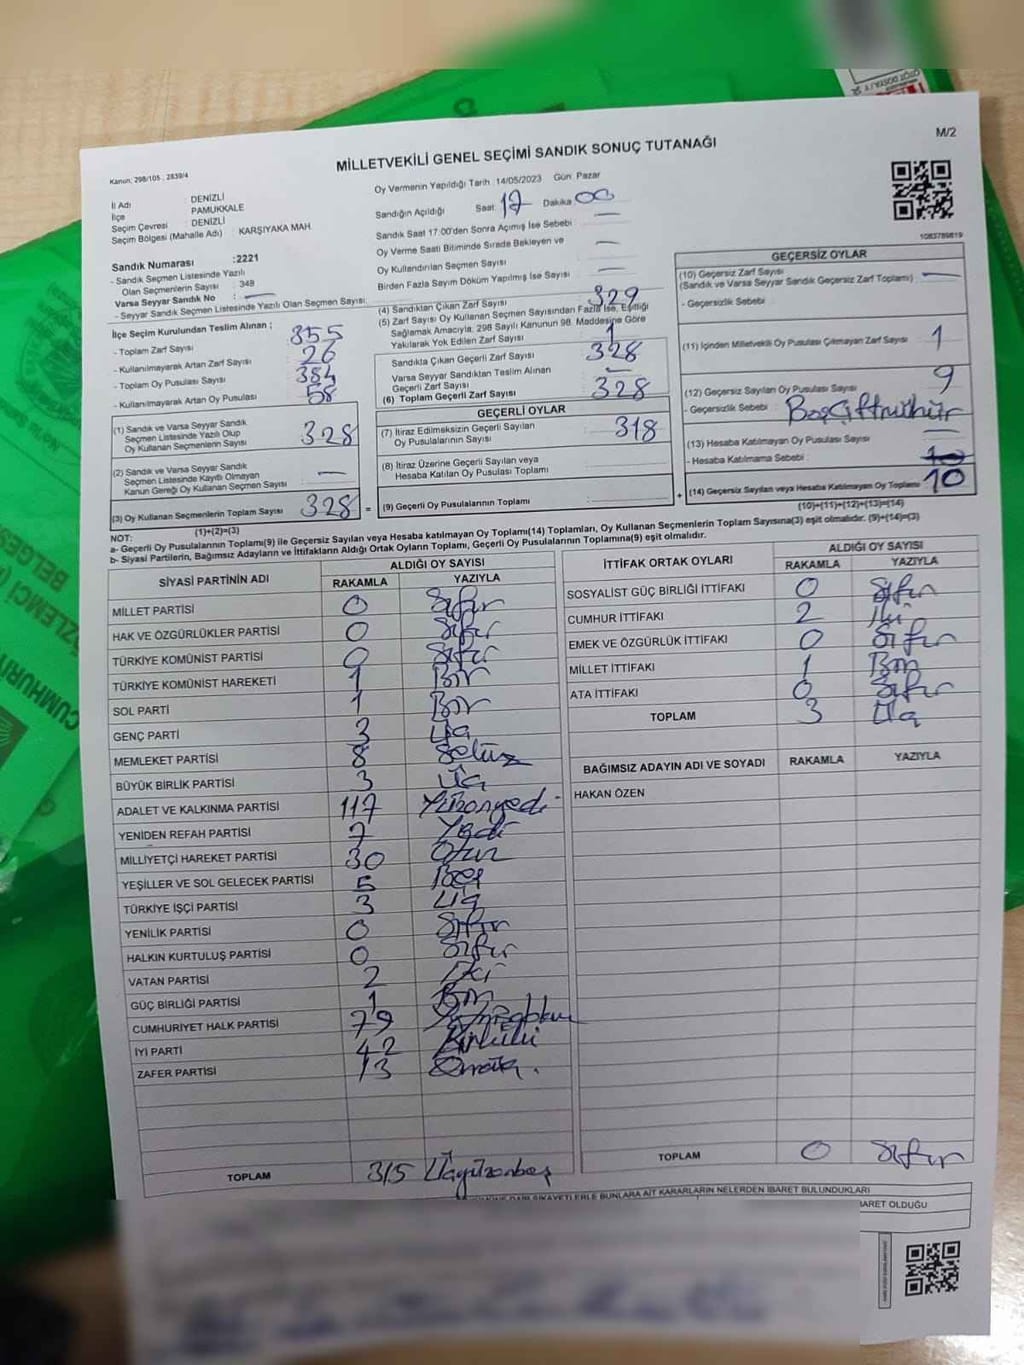 M/2
MİLLETVEKİLİ GENEL SEÇİMİ SANDIK SONUÇ TUTANAĞI
Kanun: 298/105 ; 2839/4
İl Adı : DENİZLİ
İlçe : PAMUKKALE
Seçim Çevresi : DENİZLİ
Seçim Bölgesi (Mahalle Adı) : KARŞIYAKA MAH.
Oy Vermenin Yapıldığı Tarih : 14/05/2023 Gün: Pazar
Sandığın Açıldığı Saat: 17 Dakika 00
Sandık Saat 17:00'den Sonra Açımış İse Sebebi : —
Oy Verme Saati Bitiminde Sırada Bekleyen ve
Oy Kullandırılan Seçmen Sayısı : —
Birden Fazla Sayım Döküm Yapılmış İse Sayısı : —
1083789819
Sandık Numarası :2221
- Sandık Seçmen Listesinde Yazılı
Olan Seçmenlerin Sayısı : 348
Varsa Seyyar Sandık No : —
- Seyyar Sandık Seçmen Listesinde Yazılı Olan Seçmen Sayısı:
İlçe Seçim Kurulundan Teslim Alınan ;
- Toplam Zarf Sayısı : 355
- Kullanılmayarak Artan Zarf Sayısı : 26
- Toplam Oy Pusulası Sayısı : 384
- Kullanılmayarak Artan Oy Pusulası : 58
(1) Sandık ve Varsa Seyyar Sandık
Seçmen Listesinde Yazılı Olup
Oy Kullanan Seçmenlerin Sayısı : 328
(2) Sandık ve Varsa Seyyar Sandık
Seçmen Listesinde Kayıtlı Olmayan
Kanun Gereği Oy Kullanan Seçmen Sayısı : —
(3) Oy Kullanan Seçmenlerin Toplam Sayısı : 328
(1)+(2)=(3)
(4) Sandıktan Çıkan Zarf Sayısı : 329
(5) Zarf Sayısı Oy Kullanan Seçmen Sayısından Fazla İse, Eşitliği
Sağlamak Amacıyla; 298 Sayılı Kanunun 98. Maddesine Göre
Yakılarak Yok Edilen Zarf Sayısı : 1
Sandıkta Çıkan Geçerli Zarf Sayısı : 328
Varsa Seyyar Sandıktan Teslim Alınan
Geçerli Zarf Sayısı : —
(6) Toplam Geçerli Zarf Sayısı : 328
GEÇERLİ OYLAR
(7) İtiraz Edilmeksizin Geçerli Sayılan
Oy Pusulalarının Sayısı : 318
(8) İtiraz Üzerine Geçerli Sayılan veya
Hesaba Katılan Oy Pusulası Toplamı :
= (9) Geçerli Oy Pusulalarının Toplamı : +
GEÇERSİZ OYLAR
(10) Geçersiz Zarf Sayısı
(Sandık ve Varsa Sandık Geçersiz Zarf Toplamı) : —
- Geçersizlik Sebebi :
(11) İçinden Milletvekili Oy Pusulası Çıkmayan Zarf Sayısı : 1
(12) Geçersiz Sayılan Oy Pusulası Sayısı : 9
- Geçersizlik Sebebi : Boş Çift mühür
(13) Hesaba Katılmayan Oy Pusulası Sayısı : —
- Hesaba Katılmama Sebebi : 10
(14) Geçersiz Sayılan veya Hesaba Katılmayan Oy Toplamı : 10
(10)+(11)+(12)+(13)=(14)
NOT:
a- Geçerli Oy Pusulalarının Toplamı(9) ile Geçersiz Sayılan veya Hesaba katılmayan Oy Toplamı(14) Toplamları, Oy Kullanan Seçmenlerin Toplam Sayısına(3) eşit olmalıdır. (9)+(14)=(3)
b- Siyasi Partilerin, Bağımsız Adayların ve İttifakların Aldığı Ortak Oyların Toplamı, Geçerli Oy Pusulalarının Toplamına(9) eşit olmalıdır.
SİYASİ PARTİNİN ADI ALDIĞI OY SAYISI
RAKAMLA YAZIYLA
MİLLET PARTİSİ 0 Sıfır
HAK VE ÖZGÜRLÜKLER PARTİSİ 0 Sıfır
TÜRKİYE KOMÜNİST PARTİSİ 0 Sıfır
TÜRKİYE KOMÜNİST HAREKETİ 1 Bir
SOL PARTİ 1 Bir
GENÇ PARTİ 3 Üç
MEMLEKET PARTİSİ 8 Sekiz
BÜYÜK BİRLİK PARTİSİ 3 Üç
ADALET VE KALKINMA PARTİSİ 117 Yüzonyedi
YENİDEN REFAH PARTİSİ 7 Yedi
MİLLİYETÇİ HAREKET PARTİSİ 30 Otuz
YEŞİLLER VE SOL GELECEK PARTİSİ 5 Beş
TÜRKİYE İŞÇİ PARTİSİ 3 Üç
YENİLİK PARTİSİ 0 Sıfır
HALKIN KURTULUŞ PARTİSİ 0 Sıfır
VATAN PARTİSİ 2 İki
GÜÇ BİRLİĞİ PARTİSİ 1 Bir
CUMHURİYET HALK PARTİSİ 79 Yetmişdokuz
İYİ PARTİ 42 Kırkiki
ZAFER PARTİSİ 13 Onüç.
TOPLAM 315 Üçyüzonbeş
İTTİFAK ORTAK OYLARI ALDIĞI OY SAYISI
RAKAMLA YAZIYLA
SOSYALİST GÜÇ BİRLİĞİ İTTİFAKI 0 Sıfır
CUMHUR İTTİFAKI 2 İki
EMEK VE ÖZGÜRLÜK İTTİFAKI 0 Sıfır
MİLLET İTTİFAKI 1 Bir
ATA İTTİFAKI 0 Sıfır
TOPLAM 3 Üç
BAĞIMSIZ ADAYIN ADI VE SOYADI RAKAMLA YAZIYLA
HAKAN ÖZEN
TOPLAM 0 Sıfır
ŞİKAYETLERLE BUNLARA AİT KARARLARIN NELERDEN İBARET BULUNDUKLARI
BARET OLDUĞU